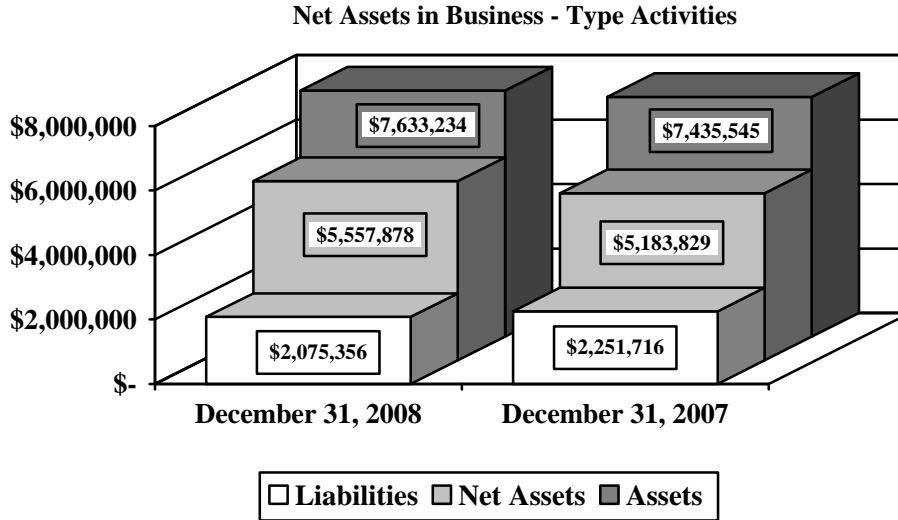 Net Assets in Business - Type Activities
$8,000,000
$6,000,000
$4,000,000
$2,000,000
$-
$7,633,234
$7,435,545
$5,557,878
$5,183,829
$2,075,356
$2,251,716
December 31, 2008
December 31, 2007
Liabilities Net Assets Assets